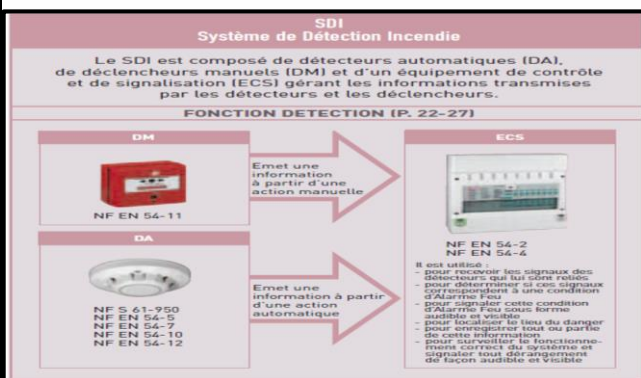 SDI
Système de Détection Incendie
Le SDI est composé de détecteurs automatiques (DA),
de déclencheurs manuels (DM) et d'un équipement de contrôle
et de signalisation (ECS) gérant les informations transmises
par les détecteurs et les déclencheurs.
FONCTION DETECTION (P. 22-27)
DM
NF EN 54-11
Emet une
information
à partir d'une
action manuelle
DA
NF S 61-950
NF EN 54-5
NF EN 54-7
NF EN 54-10
NF EN 54-12
Emet une
information à partir
d'une action
automatique
ECS
NF EN 54-2
NF EN 54-4
Il est utilisé :
- pour recevoir les signaux des
détecteurs qui lui sont reliés
- pour déterminer si ces signaux
correspondent à une condition
d'Alarme Feu
- pour signaler cette condition
d'Alarme Feu sous forme
audible et visible
- pour localiser le lieu du danger
- pour enregistrer tout ou partie
de cette information
- pour surveiller le fonctionne-
ment correct du système et
signaler tout dérangement
de façon audible et visible